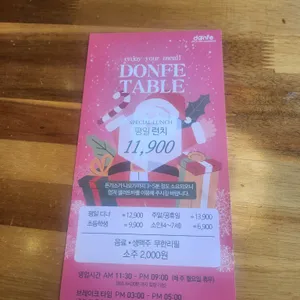 donfe
enjoy your meal!
DONFE
TABLE
SPECIAL LUNCH
평일 런치
11,900
평일 디너 +12,900 주말/공휴일 +13,900
초등학생 +9,900 소인(4~7세) +6,900
음료+생맥주 무한리필
소주 2,000원
영업시간 AM 11:30 - PM 09:00
브레이크타임 PM 03:00 - PM 05:00